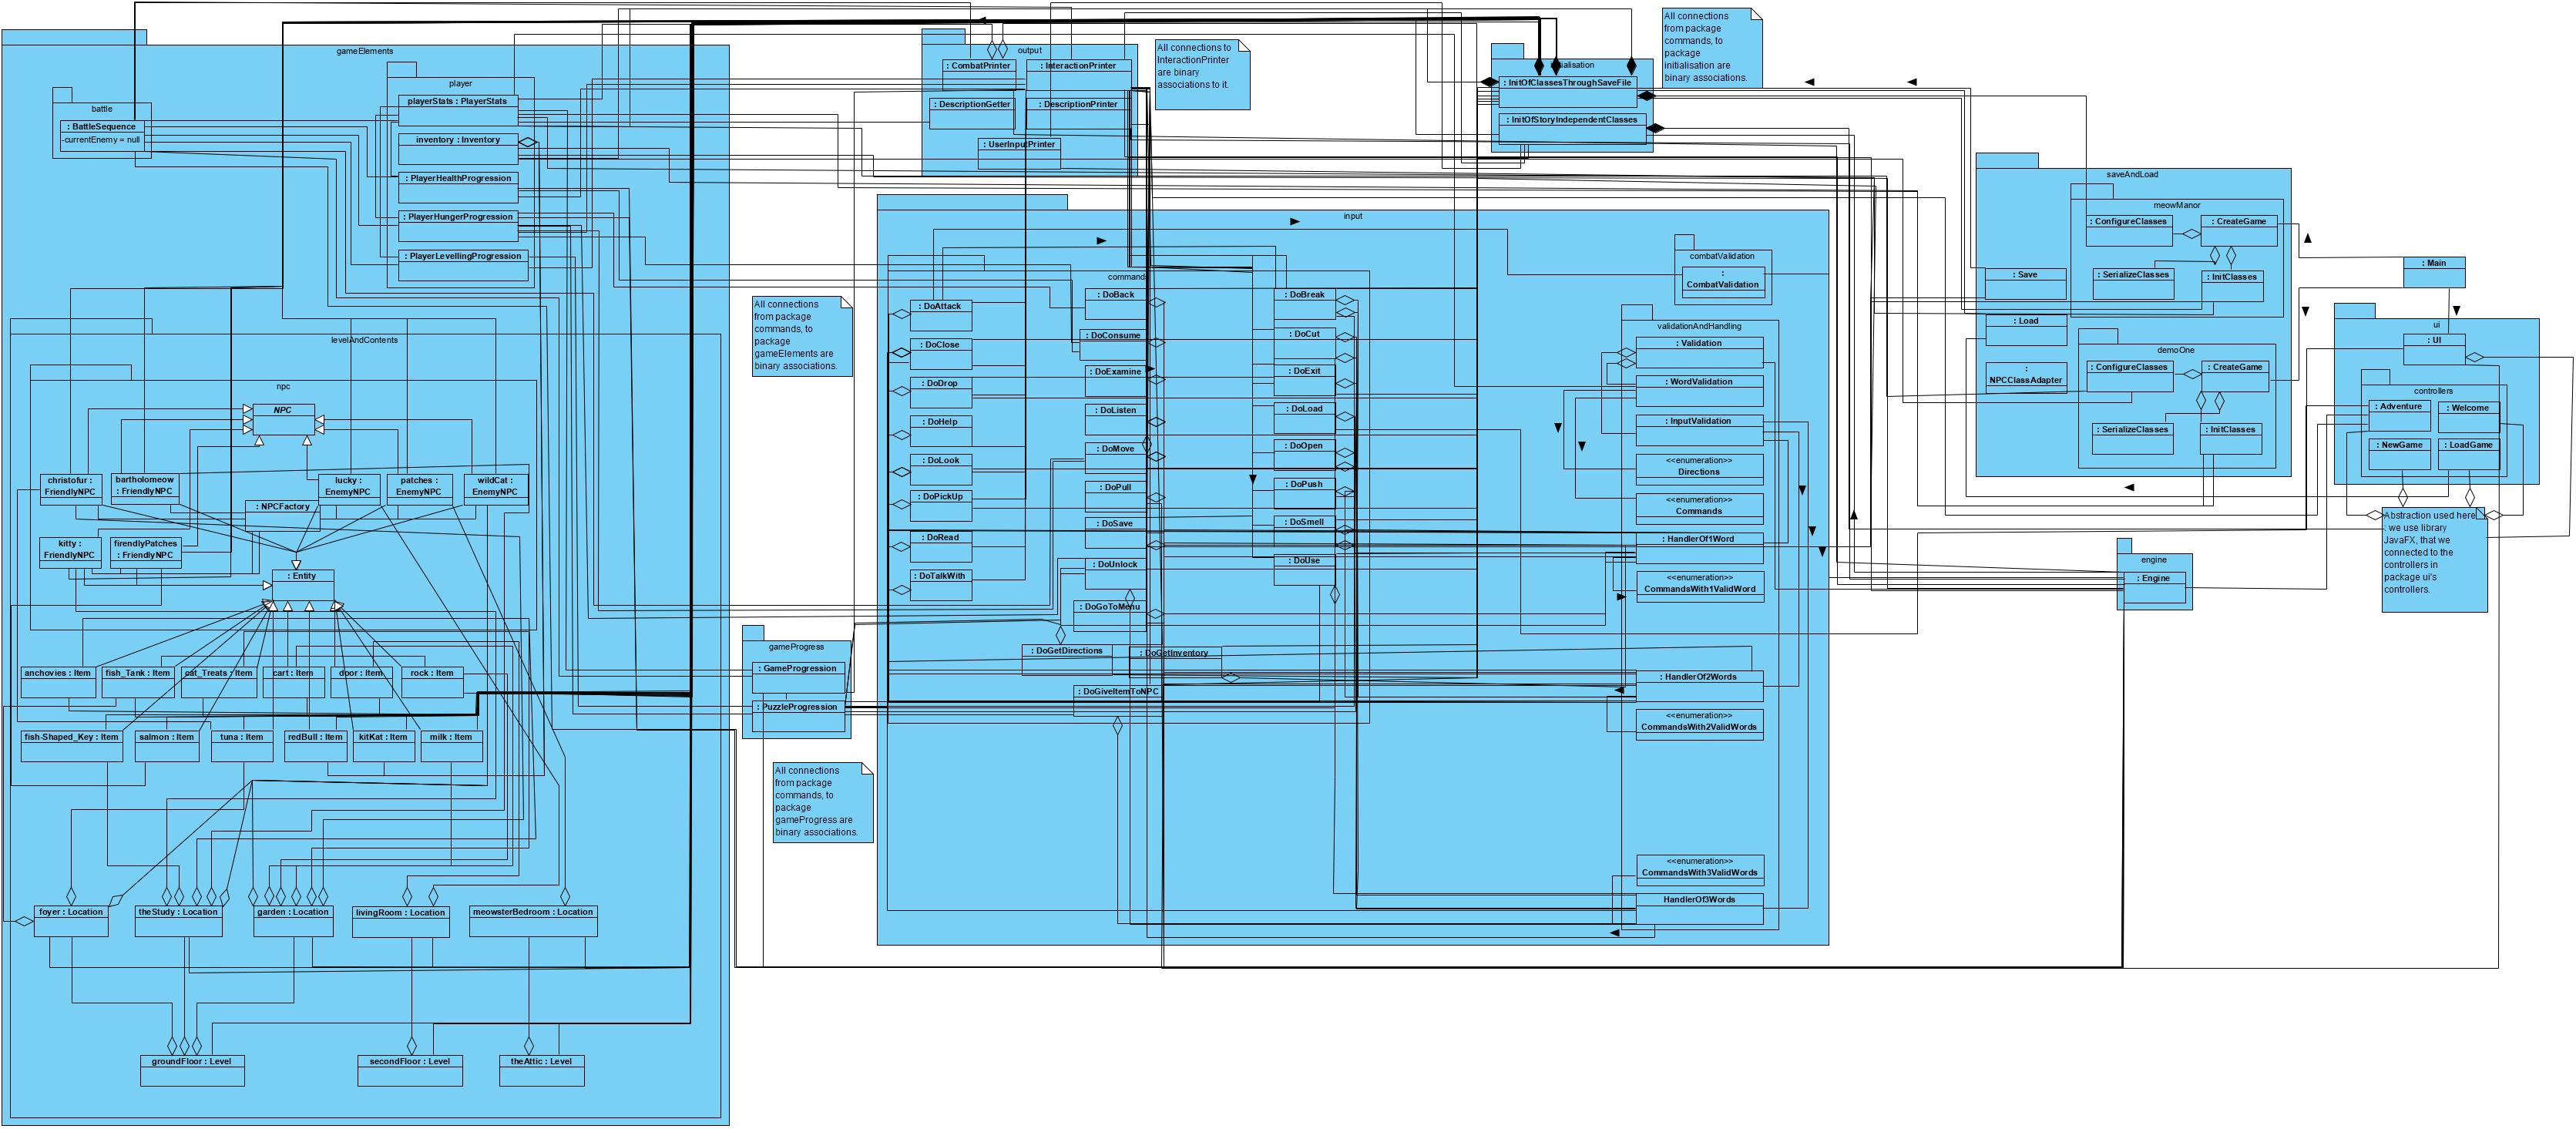 gameElements
battle
: BattleSequence
-currentEnemy = null
player
playerStats : PlayerStats
inventory : Inventory
: PlayerHealthProgression
: PlayerHungerProgression
: PlayerLevellingProgression
levelAndContents
npc
NPC
christofur :
FriendlyNPC
bartholomeow
: FriendlyNPC
: NPCFactory
lucky :
EnemyNPC
patches :
EnemyNPC
wildCat :
EnemyNPC
kitty :
FriendlyNPC
firendlyPatches
: FriendlyNPC
: Entity
anchovies : Item
fish_Tank : Item
cat_Treats : Item
cart : Item
door : Item
rock : Item
fish-Shaped_Key : Item
salmon : Item
tuna : Item
redBull : Item
kitKat : Item
milk : Item
foyer : Location
theStudy : Location
garden : Location
livingRoom : Location
meowsterBedroom : Location
groundFloor : Level
secondFloor : Level
theAttic : Level
output
: CombatPrinter
: InteractionPrinter
: DescriptionGetter
: DescriptionPrinter
: UserInputPrinter
All connections to
InteractionPrinter
are binary
associations to it.
: InitOfClassesThroughSaveFile
: InitOfStoryIndependentClasses
All connections
from package
commands, to
package
initialisation are
binary associations.
All connections
from package
commands, to
package
gameElements are
binary associations.
gameProgress
: GameProgression
: PuzzleProgression
All connections
from package
commands, to
package
gameProgress are
binary associations.
input
: DoAttack
: DoClose
: DoDrop
: DoHelp
: DoLook
: DoPickUp
: DoRead
: DoTalkWith
: DoBack
: DoConsume
: DoExamine
: DoListen
: DoMove
: DoPull
: DoSave
: DoUnlock
: DoGoToMenu
: DoGetDirections
: DoGetInventory
: DoGiveItemToNPC
: DoBreak
: DoCut
: DoExit
: DoLoad
: DoOpen
: DoPush
: DoSmell
: DoUse
combatValidation
:
CombatValidation
validationAndHandling
: Validation
: WordValidation
: InputValidation
<<enumeration>>
Directions
<<enumeration>>
Commands
: HandlerOf1Word
<<enumeration>>
CommandsWith1ValidWord
: HandlerOf2Words
<<enumeration>>
CommandsWith2ValidWords
<<enumeration>>
CommandsWith3ValidWords
HandlerOf3Words
saveAndLoad
meowManor
: ConfigureClasses
: CreateGame
: SerializeClasses
: InitClasses
: Save
: Load
:
NPCClassAdapter
demoOne
: ConfigureClasses
: CreateGame
: SerializeClasses
: InitClasses
: Main
ui
: UI
controllers
: Adventure
: Welcome
: NewGame
: LoadGame
Abstraction used here
: we use library
JavaFX, that we
connected to the
controllers in
package ui's
controllers.
engine
: Engine